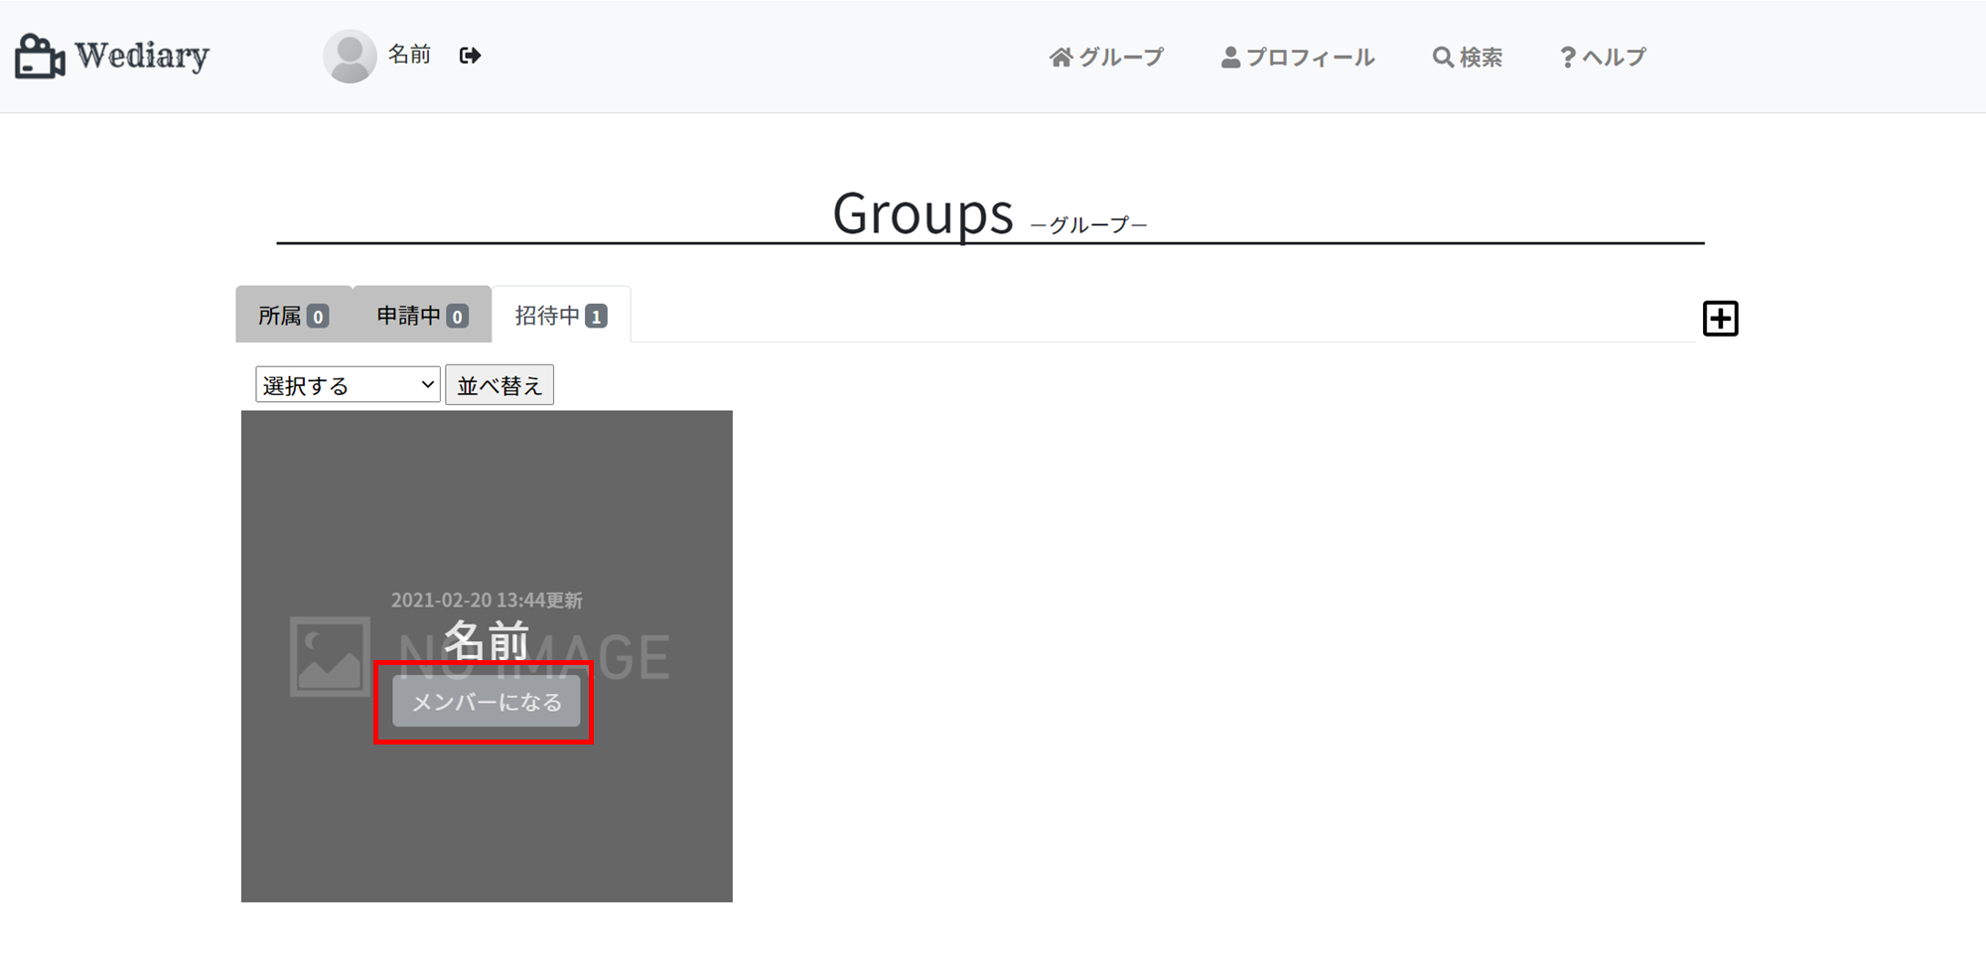 Wediary 名前 グループ プロフィール 検索 ?ヘルプ
Groups －グループ－
所属 0 申請中 0 招待中 1
選択する 並べ替え
2021-02-20 13:44更新
名前
NO IMAGE
メンバーになる